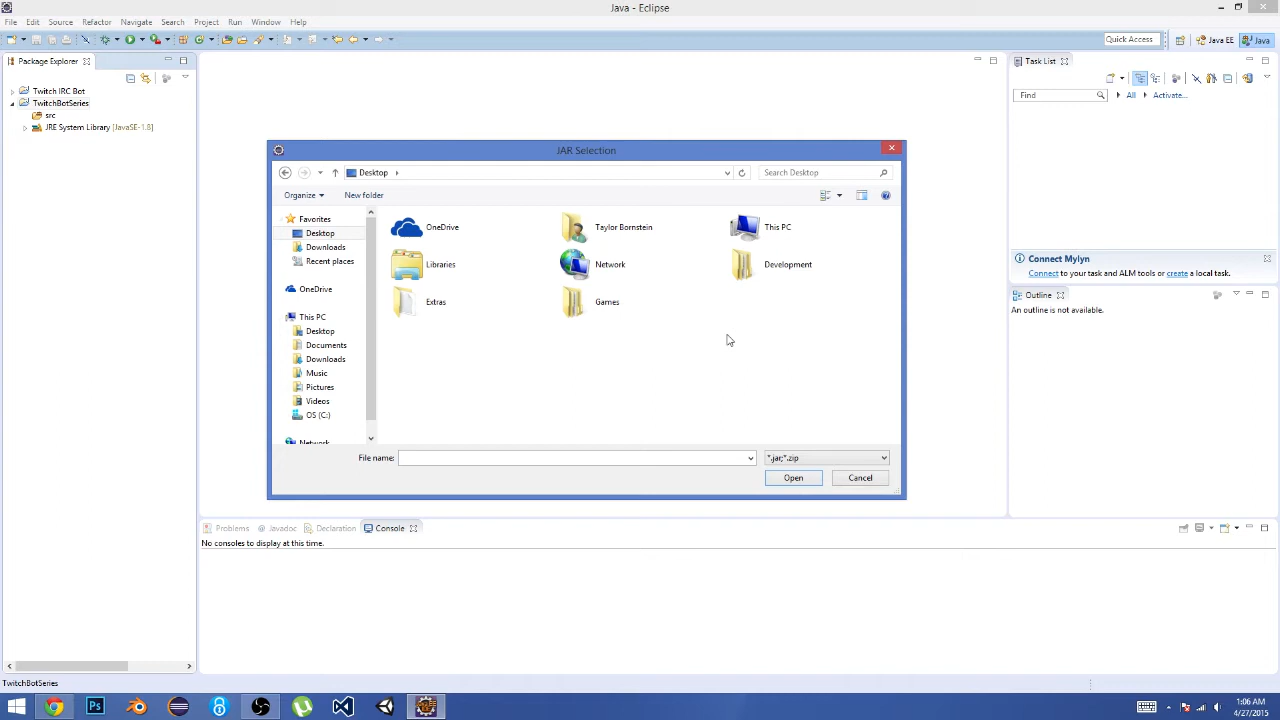 Java - Eclipse
File Edit Source Refactor Navigate Search Project Run Window Help
Quick Access
Java EE
Java
Package Explorer
Twitch IRC Bot
TwitchBotSeries
src
JRE System Library [JavaSE-1.8]
JAR Selection
Desktop
Search Desktop
Organize
New folder
Favorites
Desktop
Downloads
Recent places
OneDrive
This PC
Desktop
Documents
Downloads
Music
Pictures
Videos
OS (C:)
Network
OneDrive
Taylor Bornstein
This PC
Libraries
Network
Development
Extras
Games
File name:
*.jar;*.zip
Open
Cancel
Task List
Find
All
Activate...
Connect Mylyn
Connect to your task and ALM tools or create a local task.
Outline
An outline is not available.
Problems
Javadoc
Declaration
Console
No consoles to display at this time.
TwitchBotSeries
Ps
1:06 AM
4/27/2015